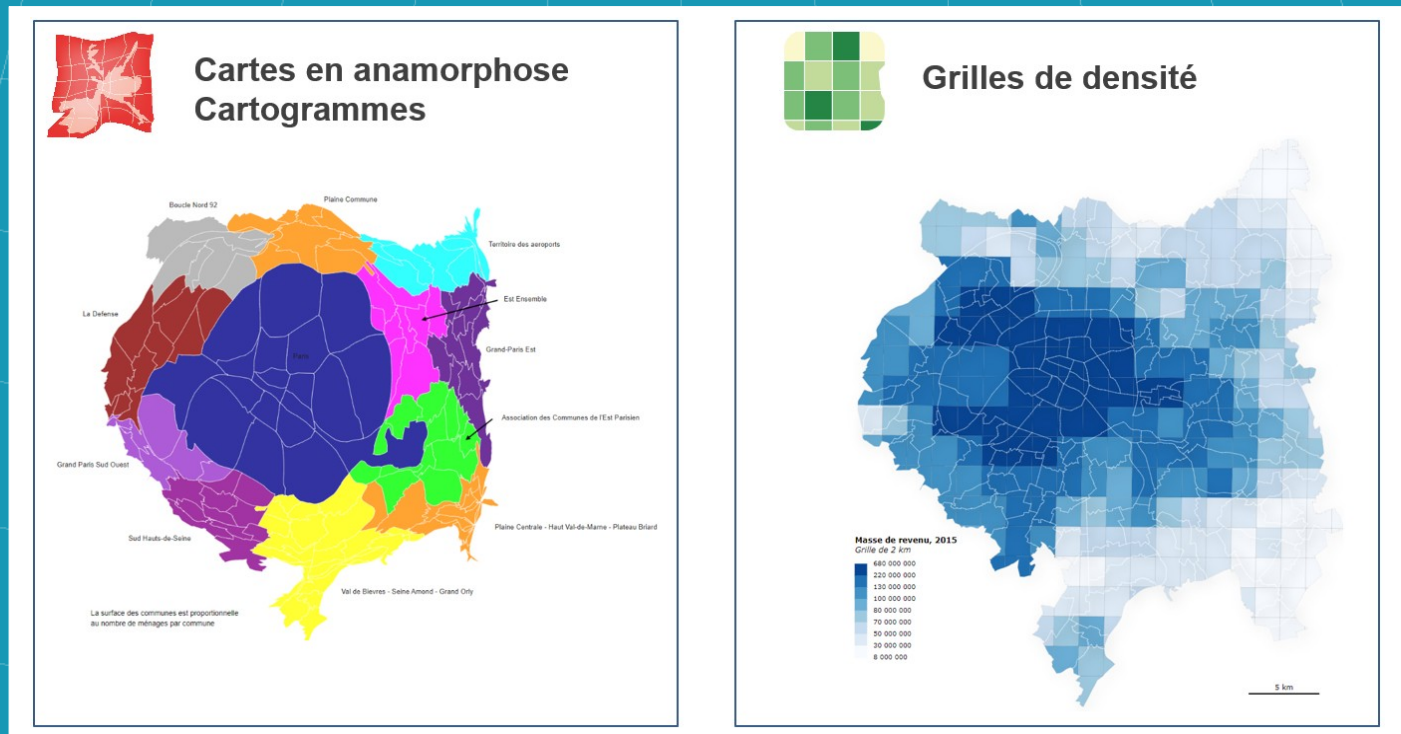 Cartes en anamorphose
Cartogrammes
Boucle Nord 92
Plaine Commune
Territoire des aeroports
La Defense
Est Ensemble
Paris
Grand-Paris Est
Association des Communes de l'Est Parisien
Grand Paris Sud Ouest
Sud Hauts-de-Seine
Plaine Centrale - Haut Val-de-Marne - Plateau Briard
Val de Bievres - Seine Amond - Grand Orly
La surface des communes est proportionnelle
au nombre de ménages par commune
Grilles de densité
Masse de revenu, 2015
Grille de 2 km
680 000 000
220 000 000
130 000 000
100 000 000
80 000 000
70 000 000
50 000 000
30 000 000
8 000 000
5 km